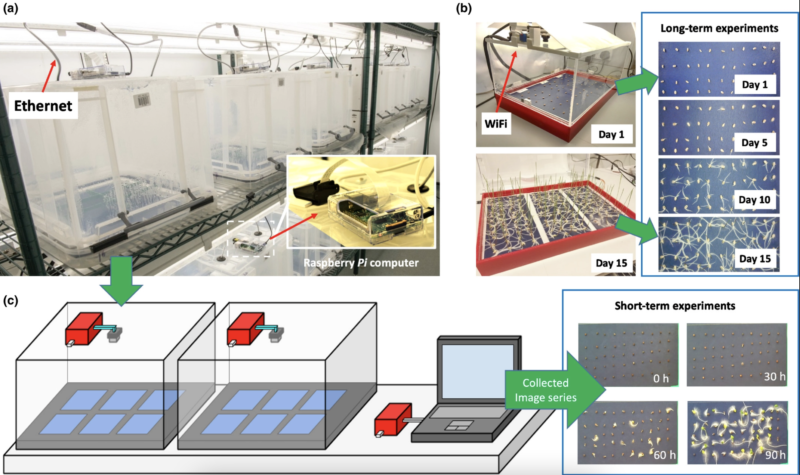 (a)
Ethernet
Raspberry Pi computer
(b)
WiFi
Day 1
Day 15
Long-term experiments
Day 1
Day 5
Day 10
Day 15
(c)
Collected
Image series
Short-term experiments
0 h
30 h
60 h
90h